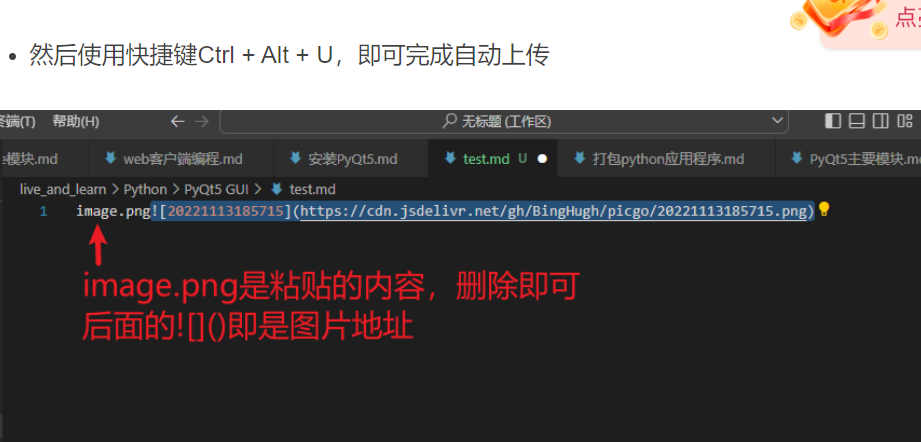 点
• 然后使用快捷键Ctrl + Alt + U，即可完成自动上传
终端(T) 帮助(H) ← → 无标题 (工作区)
e模块.md web客户端编程.md 安装PyQt5.md test.md U ● 打包python应用程序.md PyQt5主要模块.m
live_and_learn > Python > PyQt5 GUI > test.md
1 image.png![20221113185715](https://cdn.jsdelivr.net/gh/BingHugh/picgo/20221113185715.png)
image.png是粘贴的内容，删除即可
后面的![]()即是图片地址